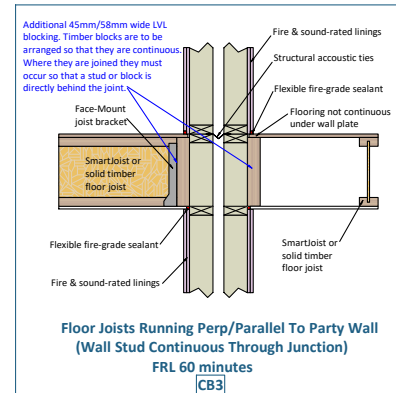 Additional 45mm/58mm wide LVL
blocking. Timber blocks are to be
arranged so that they are continuous.
Where they are joined they must
occur so that a stud or block is
directly behind the joint.
Fire & sound-rated linings
Structural accoustic ties
Flexible fire-grade sealant
Flooring not continuous
under wall plate
Face-Mount
joist bracket
SmartJoist or
solid timber
floor joist
Flexible fire-grade sealant
Fire & sound-rated linings
SmartJoist or
solid timber
floor joist
Floor Joists Running Perp/Parallel To Party Wall
(Wall Stud Continuous Through Junction)
FRL 60 minutes
CB3